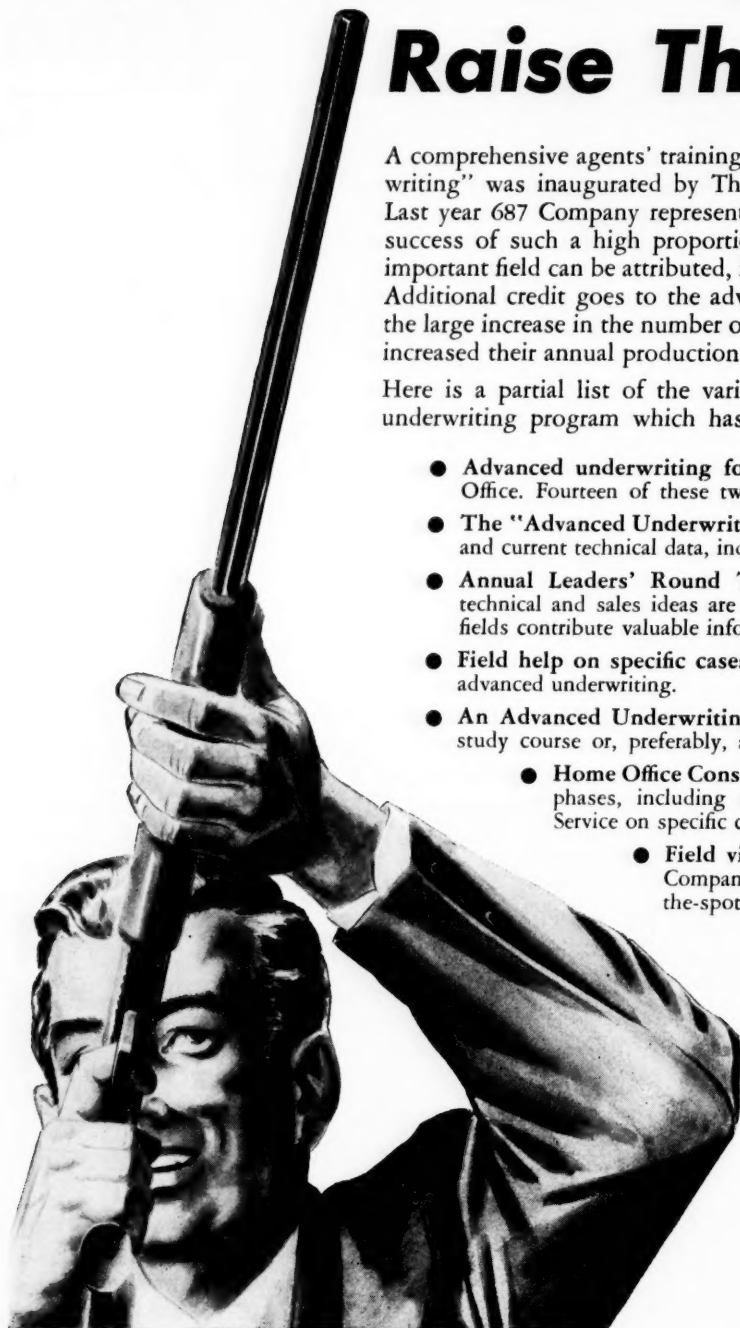 Raise Th
A comprehensive agents' training
writing" was inaugurated by Th
Last year 687 Company represent
success of such a high proporti
important field can be attributed,
Additional credit goes to the adv
the large increase in the number o
increased their annual production
Here is a partial list of the vari
underwriting program which has
● Advanced underwriting fo
Office. Fourteen of these tw
● The "Advanced Underwrit
and current technical data, inc
● Annual Leaders' Round T
technical and sales ideas are
fields contribute valuable info
● Field help on specific cases
advanced underwriting.
● An Advanced Underwritin
study course or, preferably, a
● Home Office Cons
phases, including
Service on specific c
● Field vi
Compan
the-spot